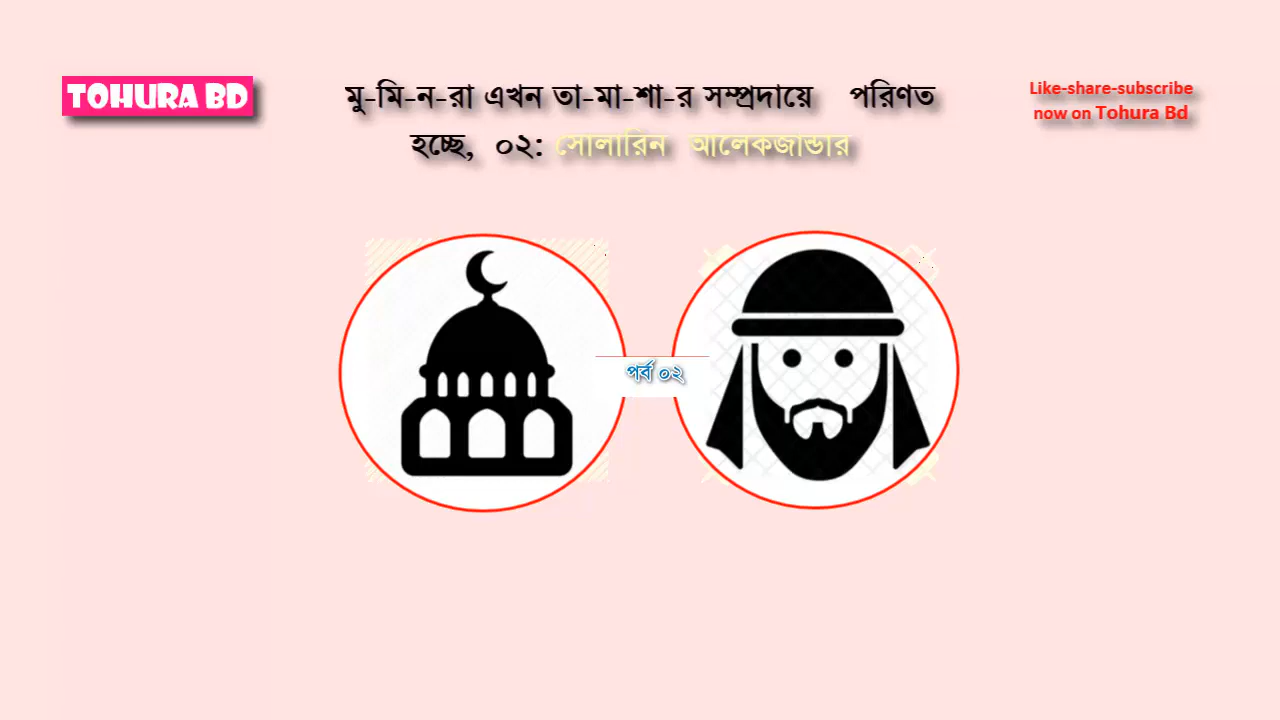 TOHURA BD
মু-মি-ন-রা এখন তা-মা-শা-র সম্প্রদায়ে পরিণত
হচ্ছে, ০২: সোলারিন আলেকজান্ডার
Like-share-subscribe
now on Tohura Bd
পর্ব ০২